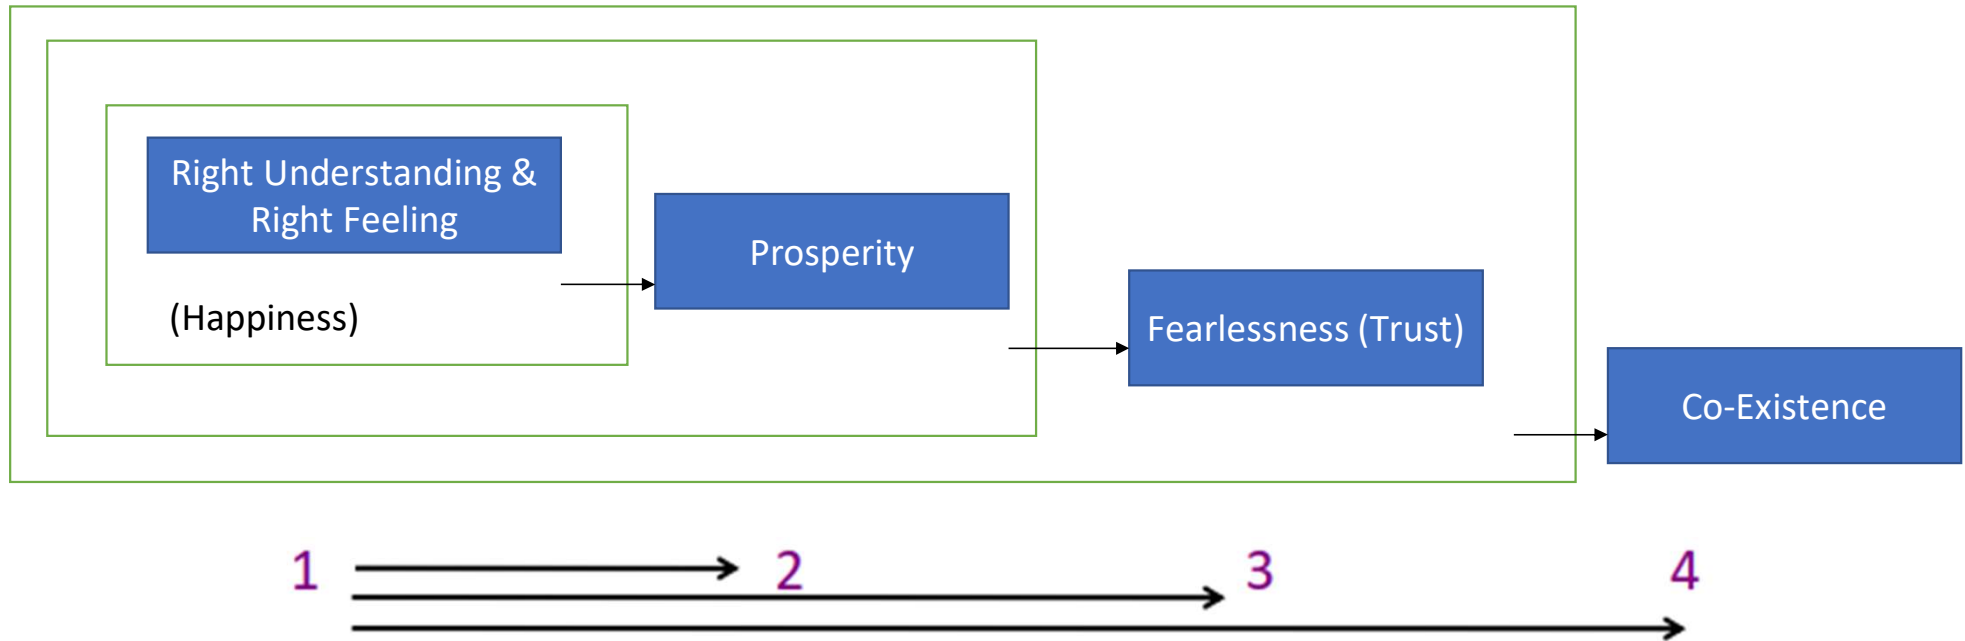 Right Understanding &
Right Feeling
(Happiness)
Prosperity
Fearlessness (Trust)
Co-Existence
1 2 3 4